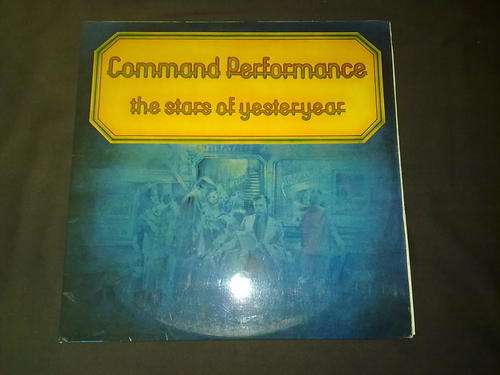 Command Performance
the stars of yesteryear